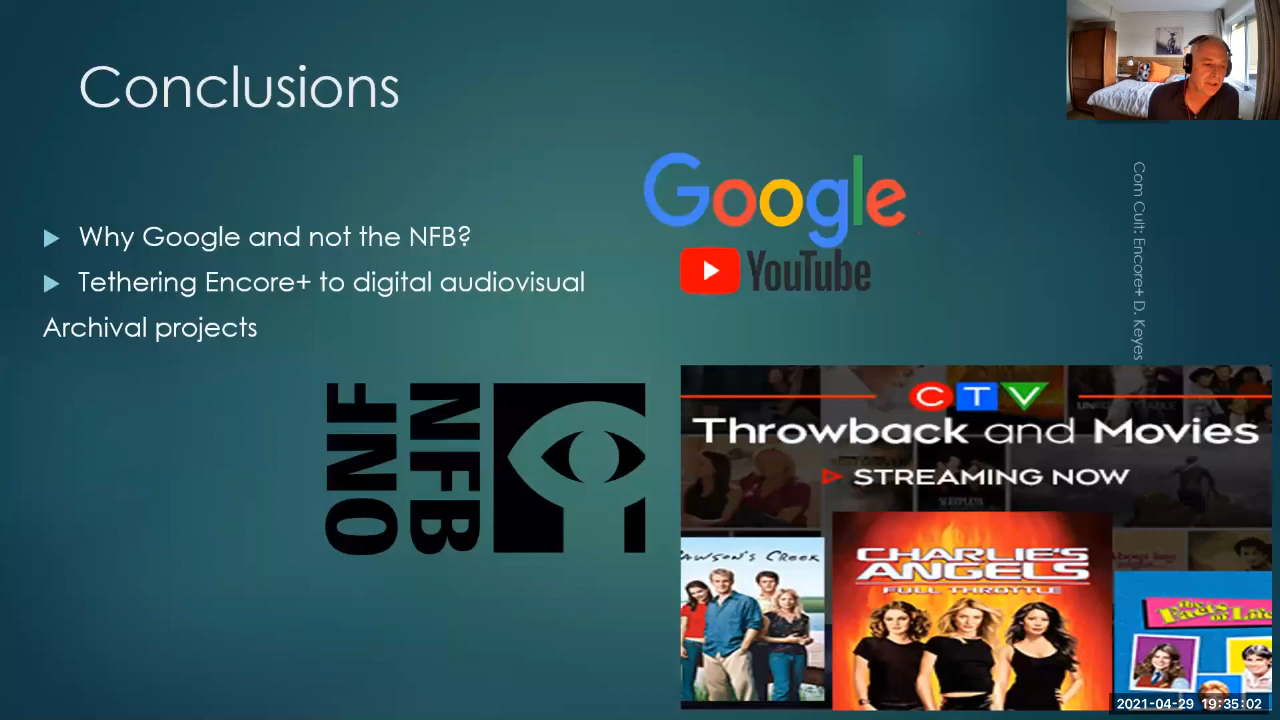 Conclusions
Why Google and not the NFB?
Tethering Encore+ to digital audiovisual
Archival projects
Google
YouTube
Com Cult: Encore+ D. Keyes
ONF
NFB
CTV
Throwback and Movies
STREAMING NOW
AWSON'S CREEK
CHARLIE'S
ANGELS
FULL THROTTLE
the
Facts
of Life
2021-04-29 19:35:02